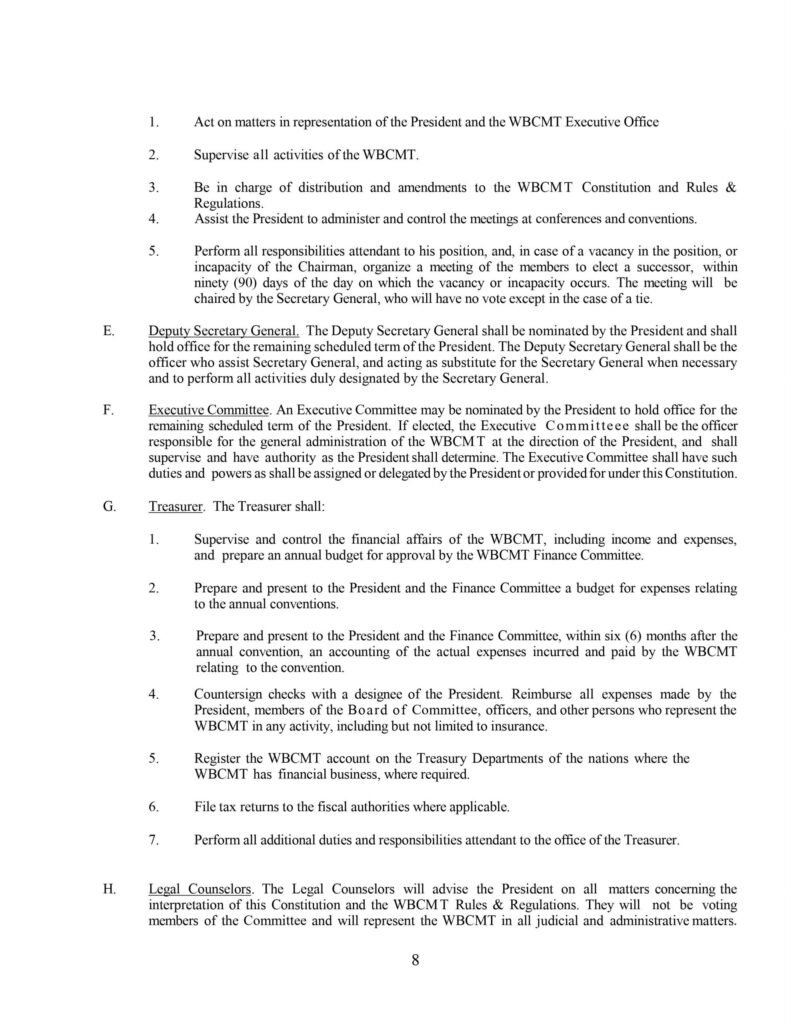 1. Act on matters in representation of the President and the WBCMT Executive Office
2. Supervise all activities of the WBCMT.
3. Be in charge of distribution and amendments to the WBCMT Constitution and Rules &
Regulations.
4. Assist the President to administer and control the meetings at conferences and conventions.
5. Perform all responsibilities attendant to his position, and, in case of a vacancy in the position, or
incapacity of the Chairman, organize a meeting of the members to elect a successor, within
ninety (90) days of the day on which the vacancy or incapacity occurs. The meeting will be
chaired by the Secretary General, who will have no vote except in the case of a tie.
E. Deputy Secretary General. The Deputy Secretary General shall be nominated by the President and shall
hold office for the remaining scheduled term of the President. The Deputy Secretary General shall be the
officer who assist Secretary General, and acting as substitute for the Secretary General when necessary
and to perform all activities duly designated by the Secretary General.
F. Executive Committee. An Executive Committee may be nominated by the President to hold office for the
remaining scheduled term of the President. If elected, the Executive Committeee shall be the officer
responsible for the general administration of the WBCMT at the direction of the President, and shall
supervise and have authority as the President shall determine. The Executive Committee shall have such
duties and powers as shall be assigned or delegated by the President or provided for under this Constitution.
G. Treasurer. The Treasurer shall:
1. Supervise and control the financial affairs of the WBCMT, including income and expenses,
and prepare an annual budget for approval by the WBCMT Finance Committee.
2. Prepare and present to the President and the Finance Committee a budget for expenses relating
to the annual conventions.
3. Prepare and present to the President and the Finance Committee, within six (6) months after the
annual convention, an accounting of the actual expenses incurred and paid by the WBCMT
relating to the convention.
4. Countersign checks with a designee of the President. Reimburse all expenses made by the
President, members of the Board of Committee, officers, and other persons who represent the
WBCMT in any activity, including but not limited to insurance.
5. Register the WBCMT account on the Treasury Departments of the nations where the
WBCMT has financial business, where required.
6. File tax returns to the fiscal authorities where applicable.
7. Perform all additional duties and responsibilities attendant to the office of the Treasurer.
H. Legal Counselors. The Legal Counselors will advise the President on all matters concerning the
interpretation of this Constitution and the WBCMT Rules & Regulations. They will not be voting
members of the Committee and will represent the WBCMT in all judicial and administrative matters.
8